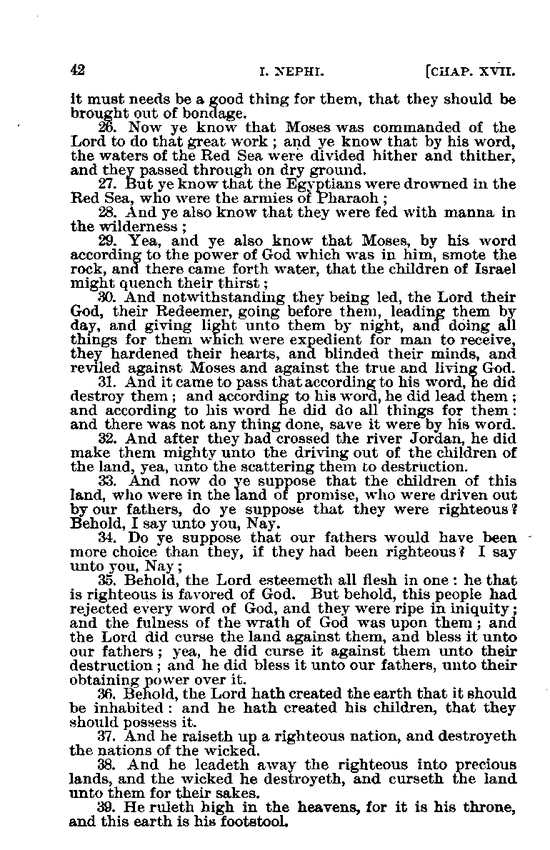 42 I. NEPHI. [CHAP. XVII.
it must needs be a good thing for them, that they should be
brought out of bondage.
26. Now ye know that Moses was commanded of the
Lord to do that great work ; and ye know that by his word,
the waters of the Red Sea were divided hither and thither,
and they passed through on dry ground.
27. But ye know that the Egyptians were drowned in the
Red Sea, who were the armies of Pharaoh ;
28. And ye also know that they were fed with manna in
the wilderness ;
29. Yea, and ye also know that Moses, by his word
according to the power of God which was in him, smote the
rock, and there came forth water, that the children of Israel
might quench their thirst ;
30. And notwithstanding they being led, the Lord their
God, their Redeemer, going before them, leading them by
day, and giving light unto them by night, and doing all
things for them which were expedient for man to receive,
they hardened their hearts, and blinded their minds, and
reviled against Moses and against the true and living God.
31. And it came to pass that according to his word, he did
destroy them ; and according to his word, he did lead them ;
and according to his word he did do all things for them :
and there was not any thing done, save it were by his word.
32. And after they had crossed the river Jordan, he did
make them mighty unto the driving out of the children of
the land, yea, unto the scattering them to destruction.
33. And now do ye suppose that the children of this
land, who were in the land of promise, who were driven out
by our fathers, do ye suppose that they were righteous?
Behold, I say unto you, Nay.
34. Do ye suppose that our fathers would have been
more choice than they, if they had been righteous? I say
unto you, Nay ;
35. Behold, the Lord esteemeth all flesh in one : he that
is righteous is favored of God. But behold, this people had
rejected every word of God, and they were ripe in iniquity ;
and the fulness of the wrath of God was upon them ; and
the Lord did curse the land against them, and bless it unto
our fathers ; yea, he did curse it against them unto their
destruction ; and he did bless it unto our fathers, unto their
obtaining power over it.
36. Behold, the Lord hath created the earth that it should
be inhabited : and he hath created his children, that they
should possess it.
37. And he raiseth up a righteous nation, and destroyeth
the nations of the wicked.
38. And he leadeth away the righteous into precious
lands, and the wicked he destroyeth, and curseth the land
unto them for their sakes.
39. He ruleth high in the heavens, for it is his throne,
and this earth is his footstool.